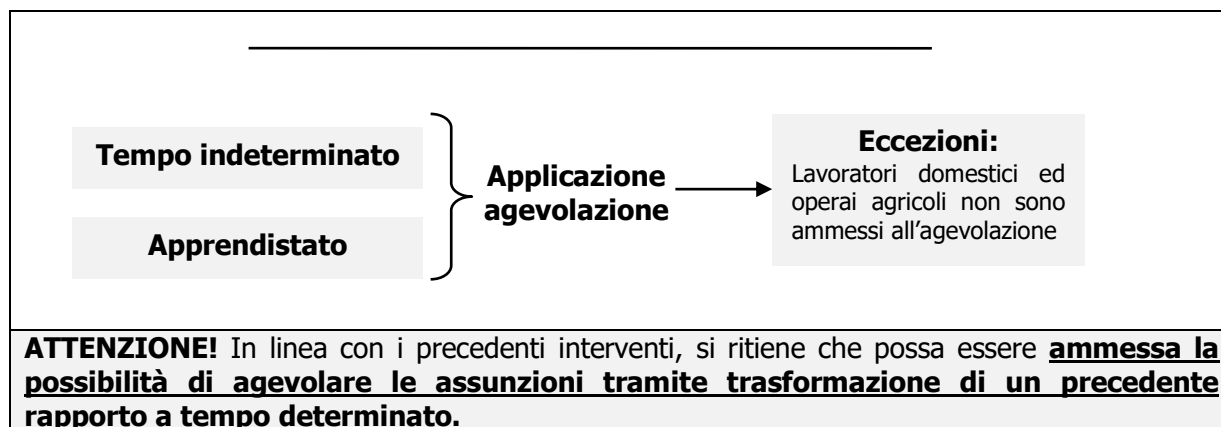 Tempo indeterminato
Apprendistato
Applicazione
agevolazione
Eccezioni:
Lavoratori domestici ed
operai agricoli non sono
ammessi all'agevolazione
ATTENZIONE! In linea con i precedenti interventi, si ritiene che possa essere ammessa la
possibilità di agevolare le assunzioni tramite trasformazione di un precedente
rapporto a tempo determinato.